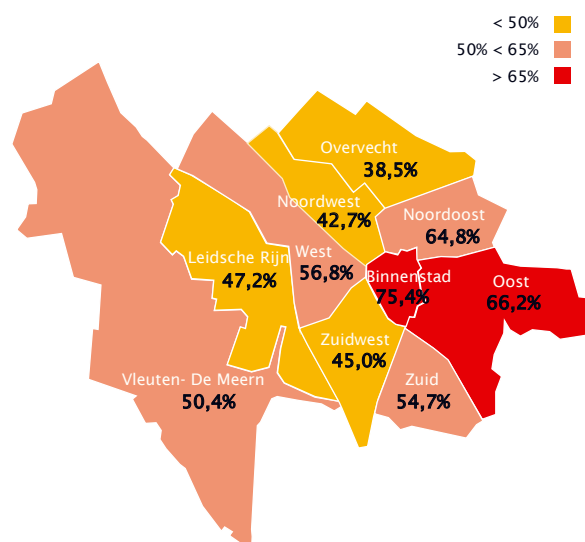 < 50%
50% < 65%
> 65%
Overvecht
38,5%
Noordwest
42,7%
Noordoost
64,8%
Leidsche Rijn
47,2%
West
56,8%
Binnenstad
75,4%
Oost
66,2%
Zuidwest
45,0%
Vleuten- De Meern
50,4%
Zuid
54,7%